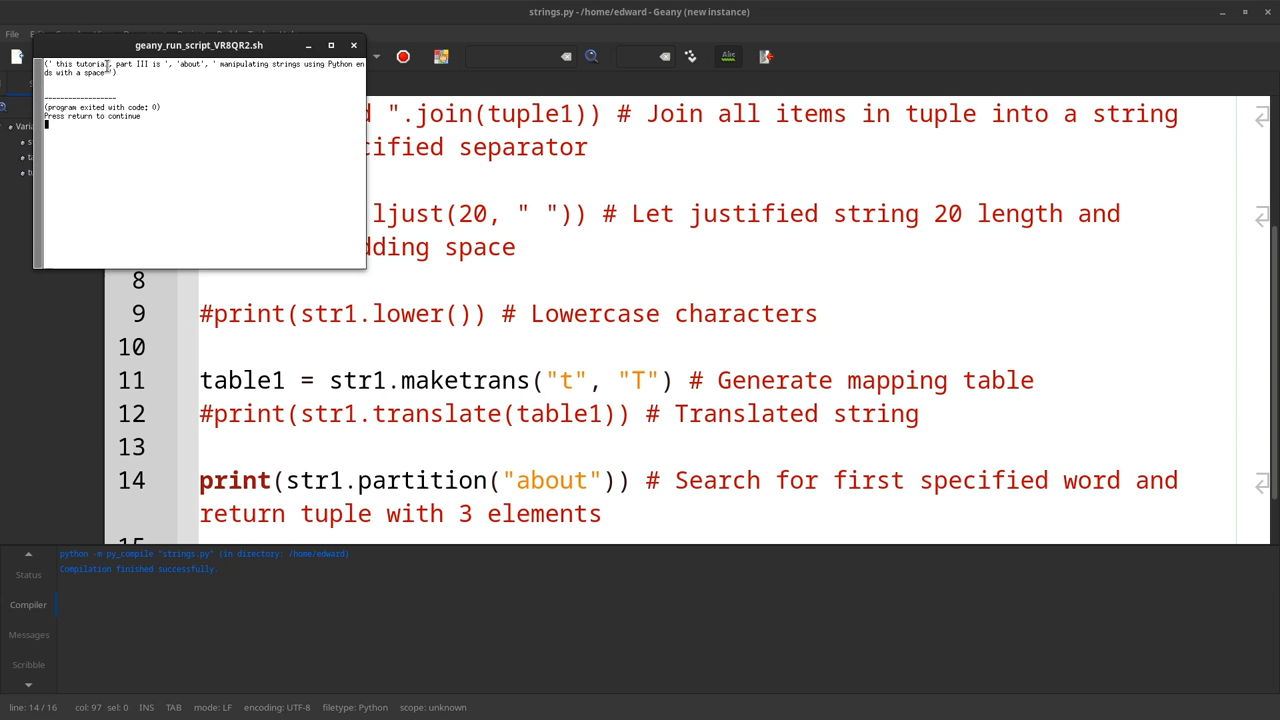 strings.py - /home/edward - Geany (new instance)
File
geany_run_script_VR8QR2.sh
(' this tutorial, part III is ', 'about', ' manipulating strings using Python en
ds with a space ')
------------------
(program exited with code: 0)
Press return to continue
Abc
Varia
d ".join(tuple1)) # Join all items in tuple into a string
cified separator
ljust(20, " ")) # Let justified string 20 length and
dding space
8
9 #print(str1.lower()) # Lowercase characters
10
11 table1 = str1.maketrans("t", "T") # Generate mapping table
12 #print(str1.translate(table1)) # Translated string
13
14 print(str1.partition("about")) # Search for first specified word and
return tuple with 3 elements
15
Status
Compiler
Messages
Scribble
python -m py_compile "strings.py" (in directory: /home/edward)
Compilation finished successfully.
line: 14 / 16 col: 97 sel: 0 INS TAB mode: LF encoding: UTF-8 filetype: Python scope: unknown